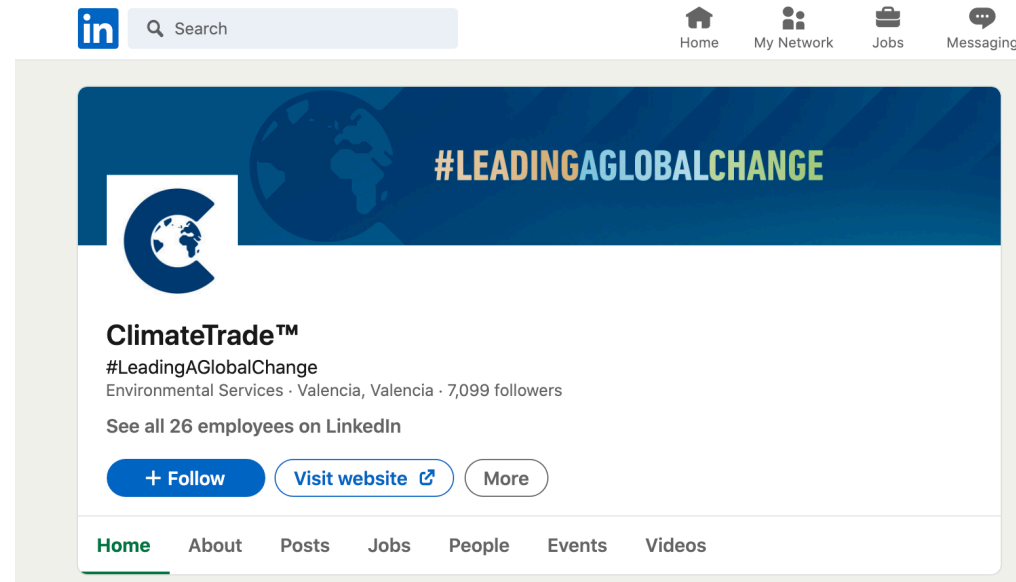 in Search Home My Network Jobs Messaging
#LEADINGAGLOBALCHANGE
ClimateTrade™
#LeadingAGlobalChange
Environmental Services · Valencia, Valencia · 7,099 followers
See all 26 employees on LinkedIn
+ Follow Visit website More
Home About Posts Jobs People Events Videos